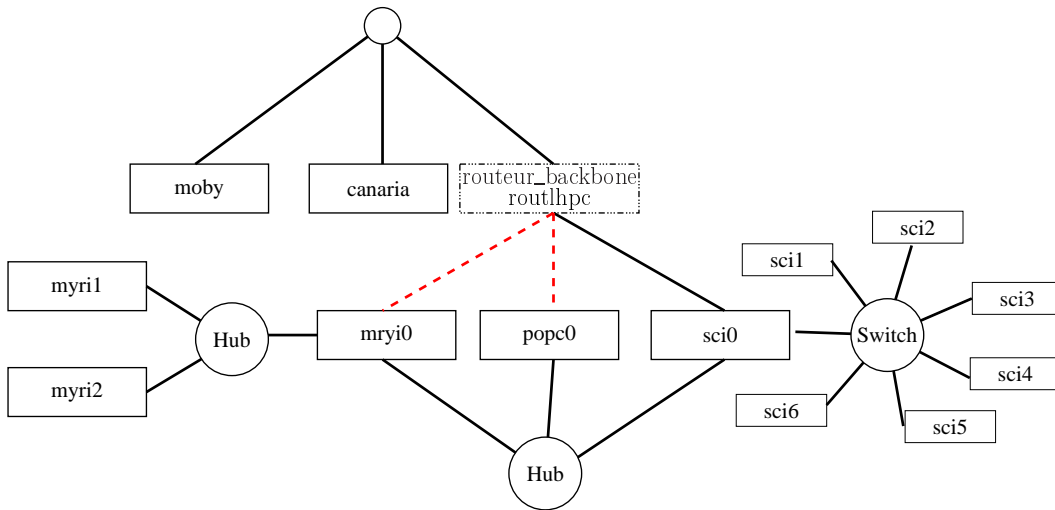 moby
canaria
routeur_backbone
routlhpc
sci1
sci2
myri1
sci3
Hub
mryi0
popc0
sci0
Switch
myri2
sci4
sci6
sci5
Hub